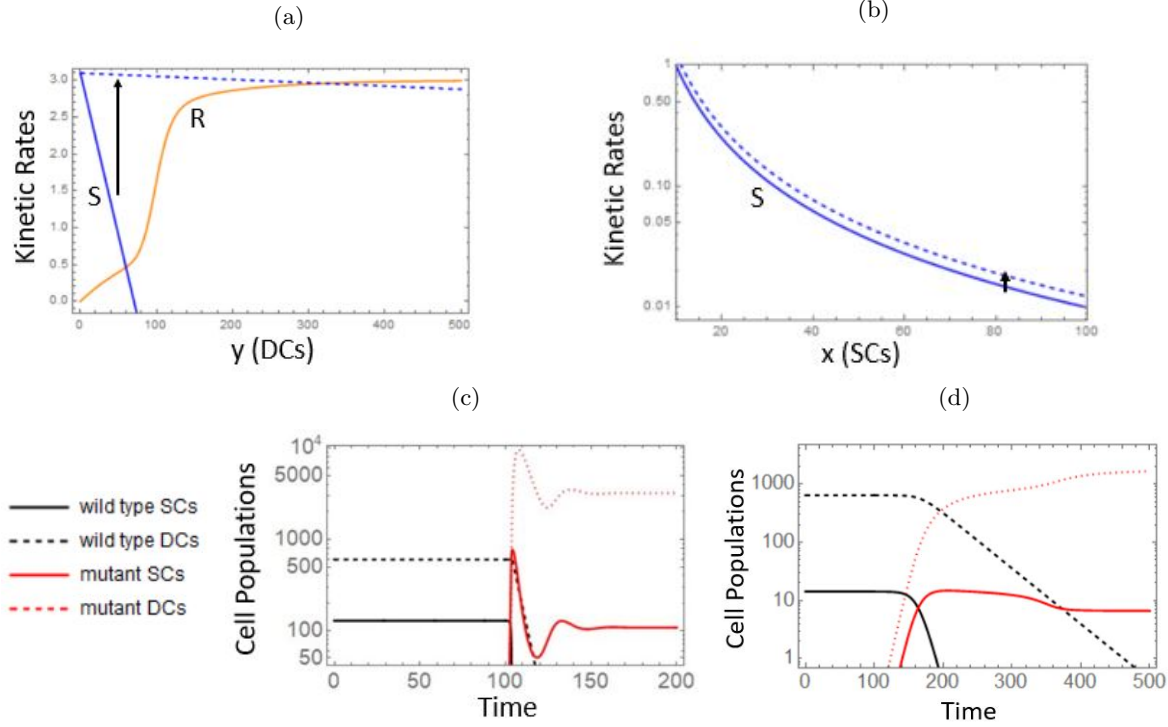 (a)
Kinetic Rates
3.0
2.5
2.0
1.5
1.0
0.5
0.0
S
R
0
100
200
300
400
500
y (DCs)
(b)
Kinetic Rates
1
0.50
0.10
0.05
0.01
S
20
40
60
80
100
x (SCs)
wild type SCs
wild type DCs
mutant SCs
mutant DCs
(c)
Cell Populations
10^4
5000
1000
500
100
50
0
50
100
150
200
Time
(d)
Cell Populations
1000
100
10
1
0
100
200
300
400
500
Time